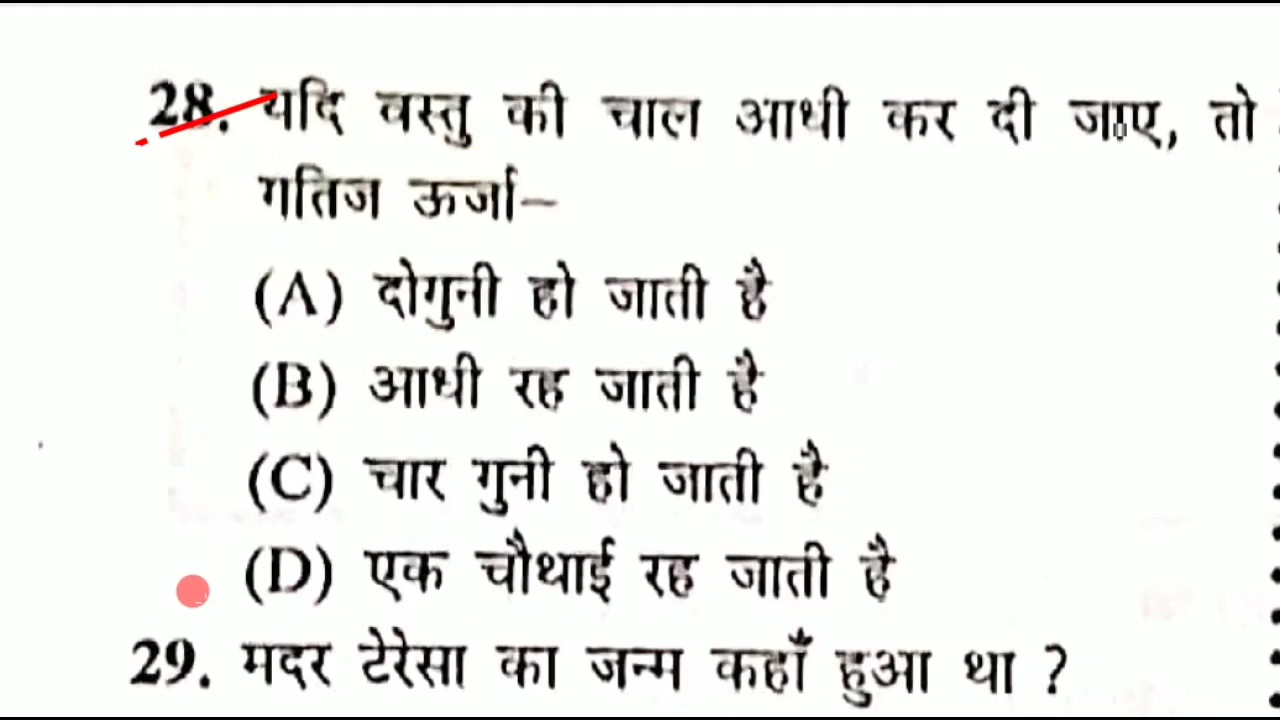 28. यदि वस्तु की चाल आधी कर दी जाए, तो
गतिज ऊर्जा–
(A) दोगुनी हो जाती है
(B) आधी रह जाती है
(C) चार गुनी हो जाती है
(D) एक चौथाई रह जाती है
29. मदर टेरेसा का जन्म कहाँ हुआ था ?